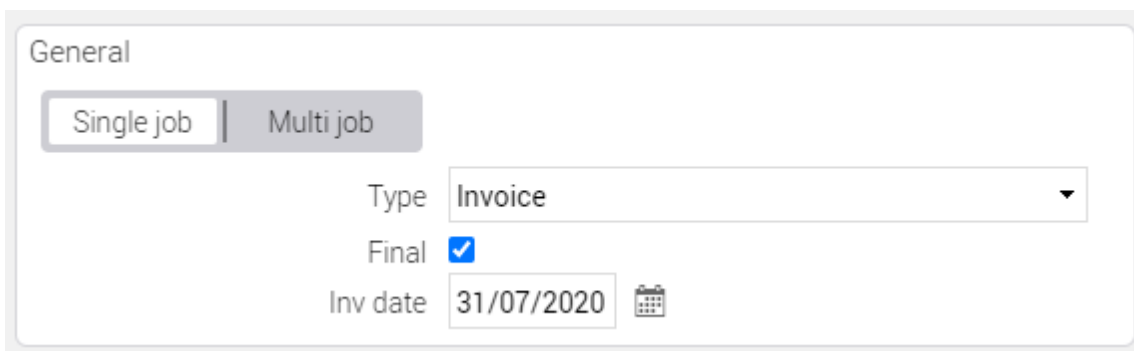 General
Single job Multi job
Type Invoice
Final
Inv date 31/07/2020